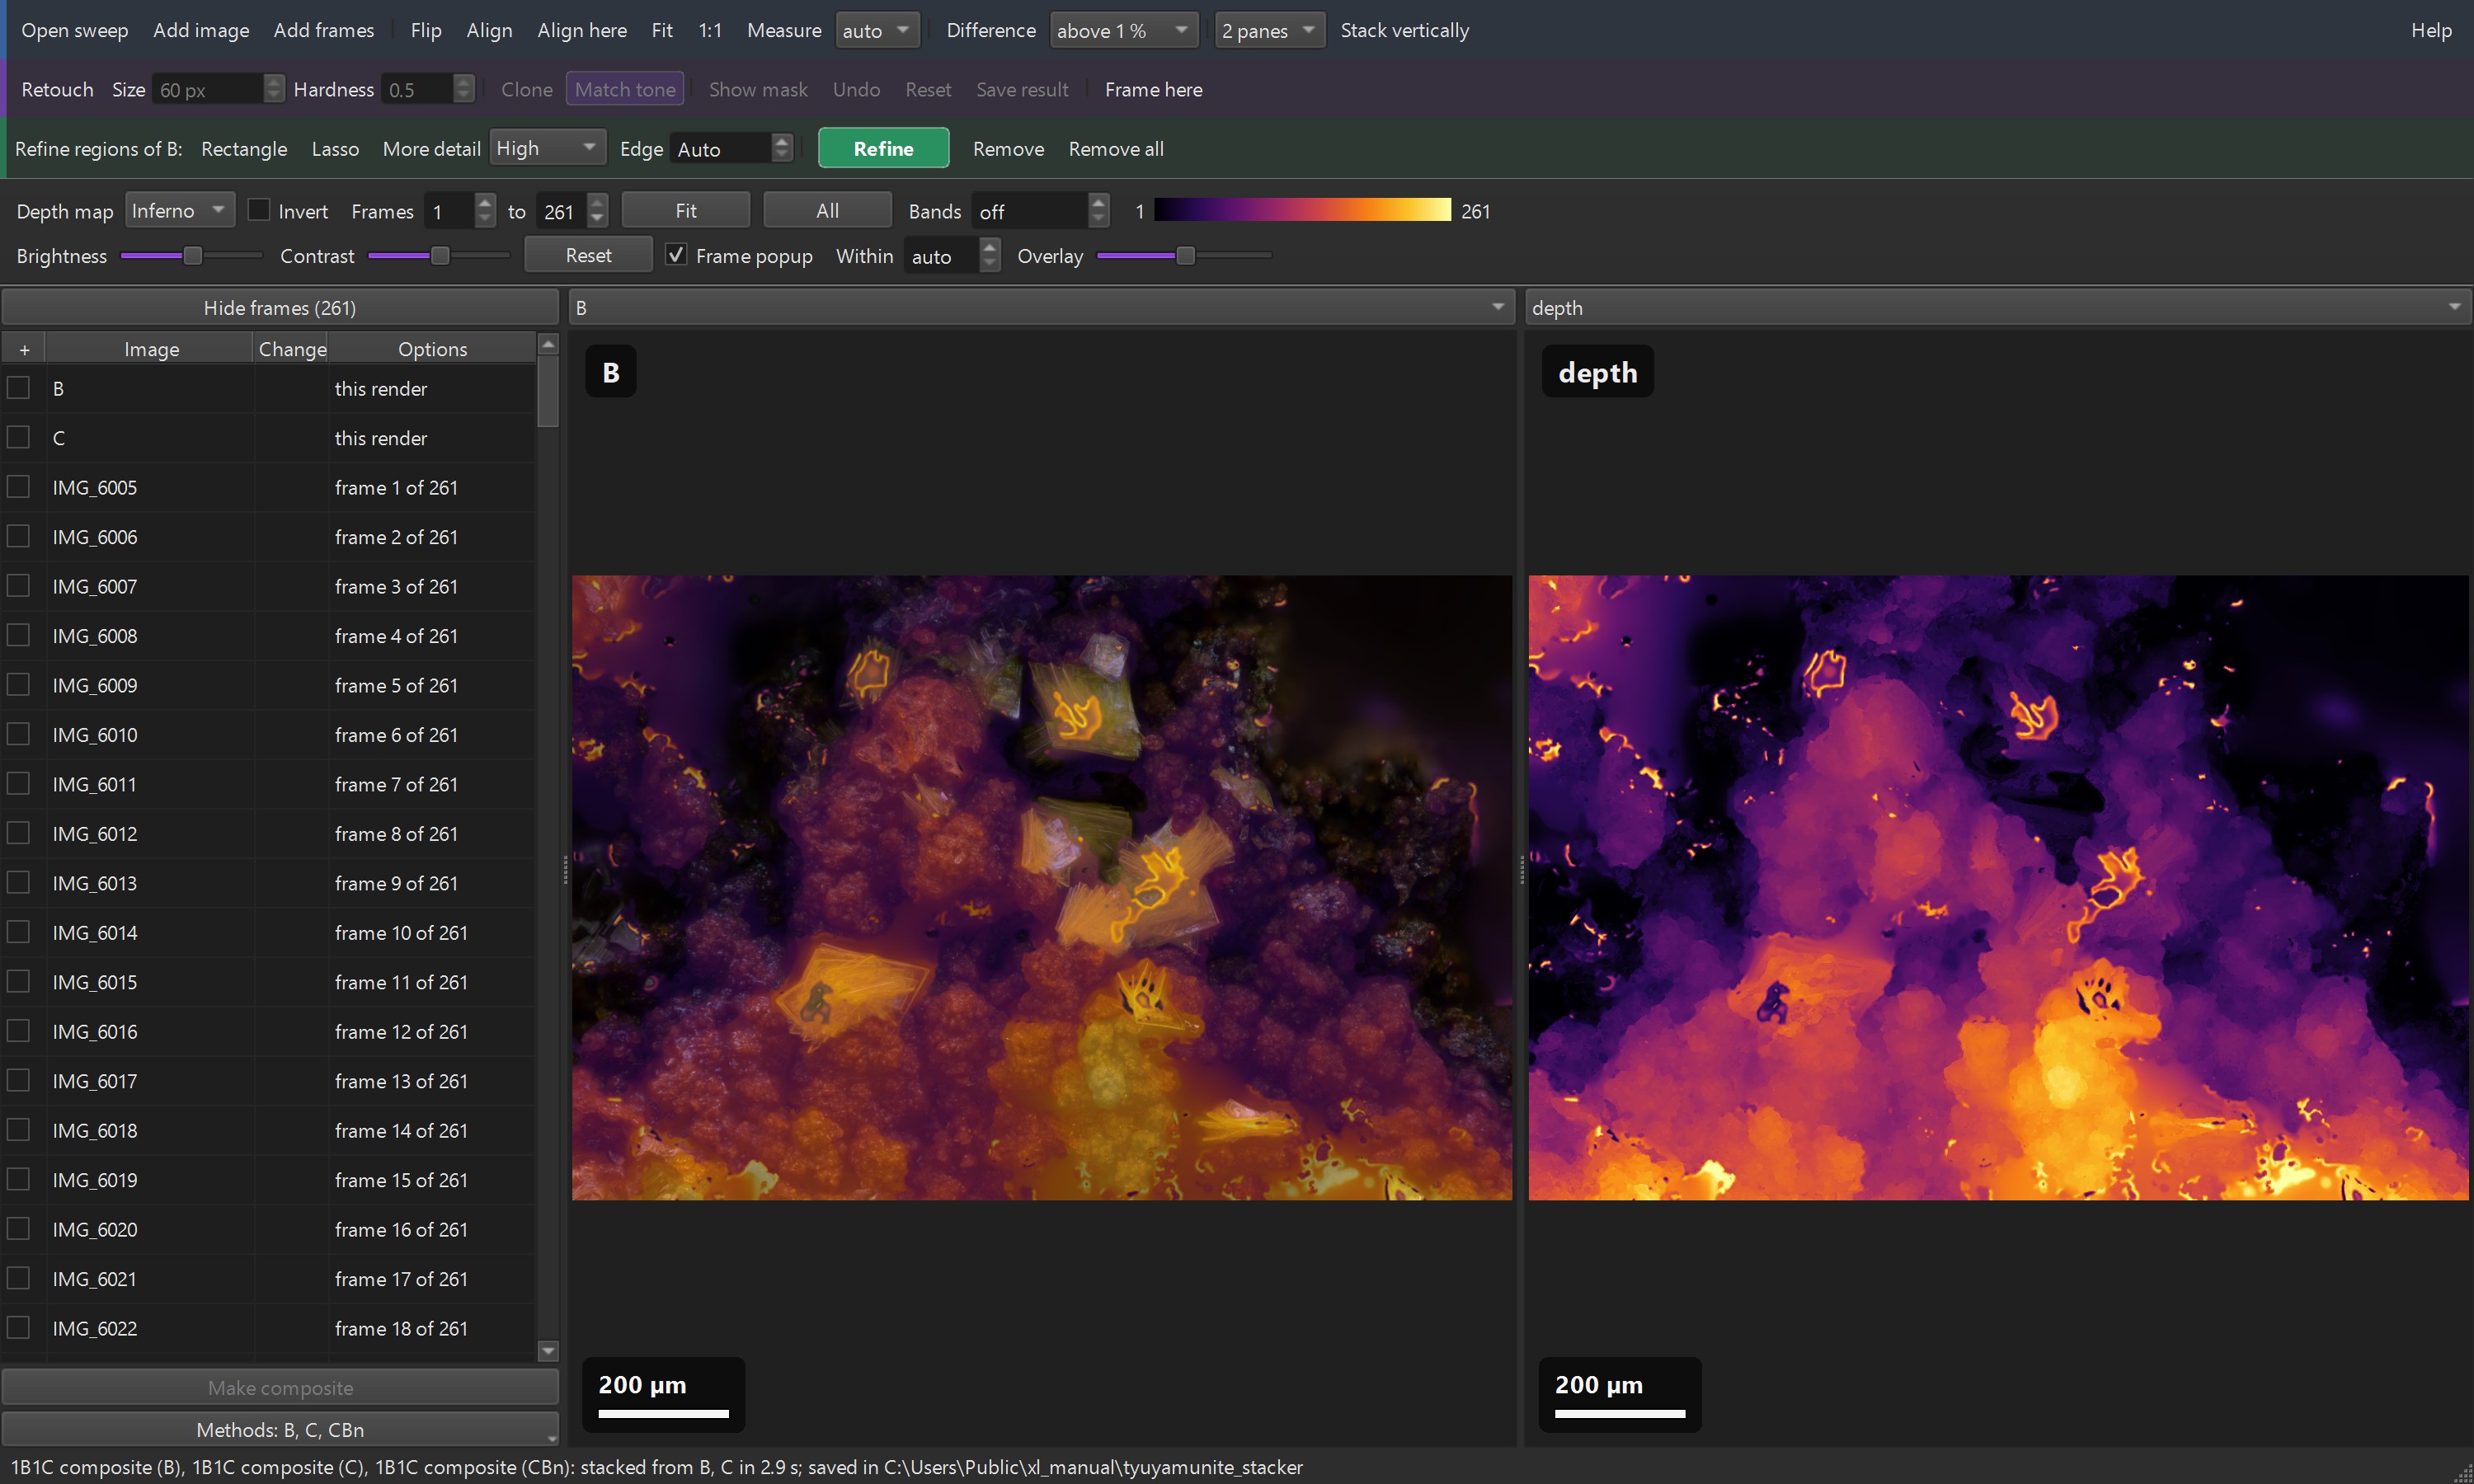 Open sweep Add image Add frames Flip Align Align here Fit 1:1 Measure auto Difference above 1 % 2 panes Stack vertically Help
Retouch Size 60 px Hardness 0.5 Clone Match tone Show mask Undo Reset Save result Frame here
Refine regions of B: Rectangle Lasso More detail High Edge Auto Refine Remove Remove all
Depth map Inferno Invert Frames 1 to 261 Fit All Bands off 1 261
Brightness Contrast Reset Frame popup Within auto Overlay
Hide frames (261) B depth
+ Image Change Options
B depth
B this render
C this render
IMG_6005 frame 1 of 261
IMG_6006 frame 2 of 261
IMG_6007 frame 3 of 261
IMG_6008 frame 4 of 261
IMG_6009 frame 5 of 261
IMG_6010 frame 6 of 261
IMG_6011 frame 7 of 261
IMG_6012 frame 8 of 261
IMG_6013 frame 9 of 261
IMG_6014 frame 10 of 261
IMG_6015 frame 11 of 261
IMG_6016 frame 12 of 261
IMG_6017 frame 13 of 261
IMG_6018 frame 14 of 261
IMG_6019 frame 15 of 261
IMG_6020 frame 16 of 261
IMG_6021 frame 17 of 261
IMG_6022 frame 18 of 261
200 µm 200 µm
Make composite
Methods: B, C, CBn
1B1C composite (B), 1B1C composite (C), 1B1C composite (CBn): stacked from B, C in 2.9 s; saved in C:\Users\Public\xl_manual\tyuyamunite_stacker